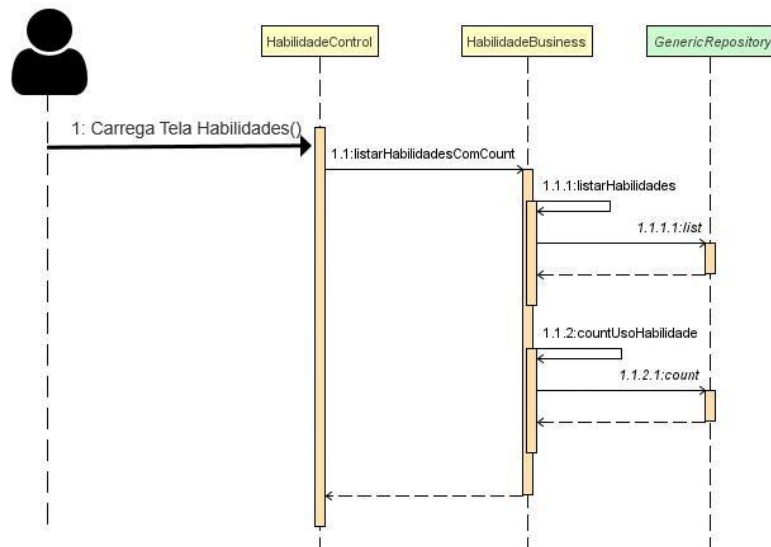 HabilidadeControl
HabilidadeBusiness
GenericRepository
1: Carrega Tela Habilidades()
1.1:listarHabilidadesComCount
1.1.1:listarHabilidades
1.1.1.1:list
1.1.2:countUsoHabilidade
1.1.2.1:count